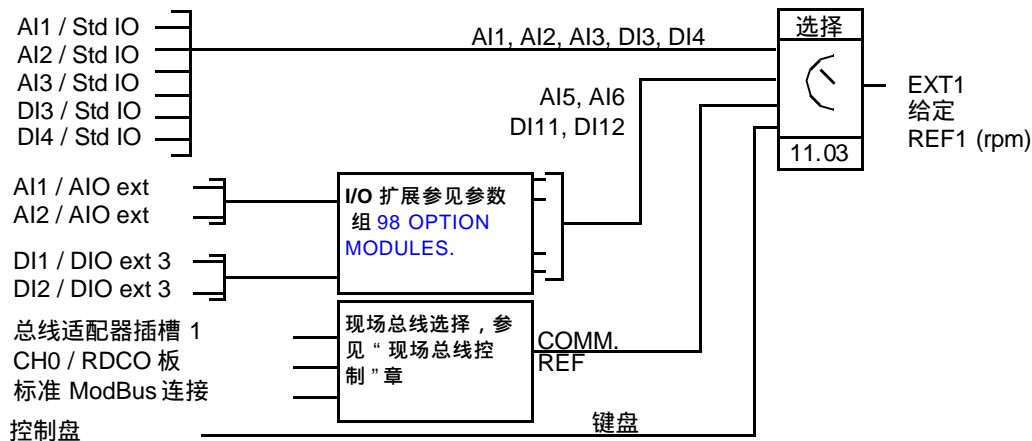 AI1 / Std IO
AI2 / Std IO
AI3 / Std IO
DI3 / Std IO
DI4 / Std IO
AI1, AI2, AI3, DI3, DI4
选择
11.03
EXT1
给定
REF1 (rpm)
AI5, AI6
DI11, DI12
AI1 / AIO ext
AI2 / AIO ext
DI1 / DIO ext 3
DI2 / DIO ext 3
I/O 扩展参见参数
组 98 OPTION
MODULES.
总线适配器插槽 1
CH0 / RDCO 板
标准 ModBus 连接
现场总线选择，参
见“现场总线控
制”章
COMM.
REF
控制盘
键盘